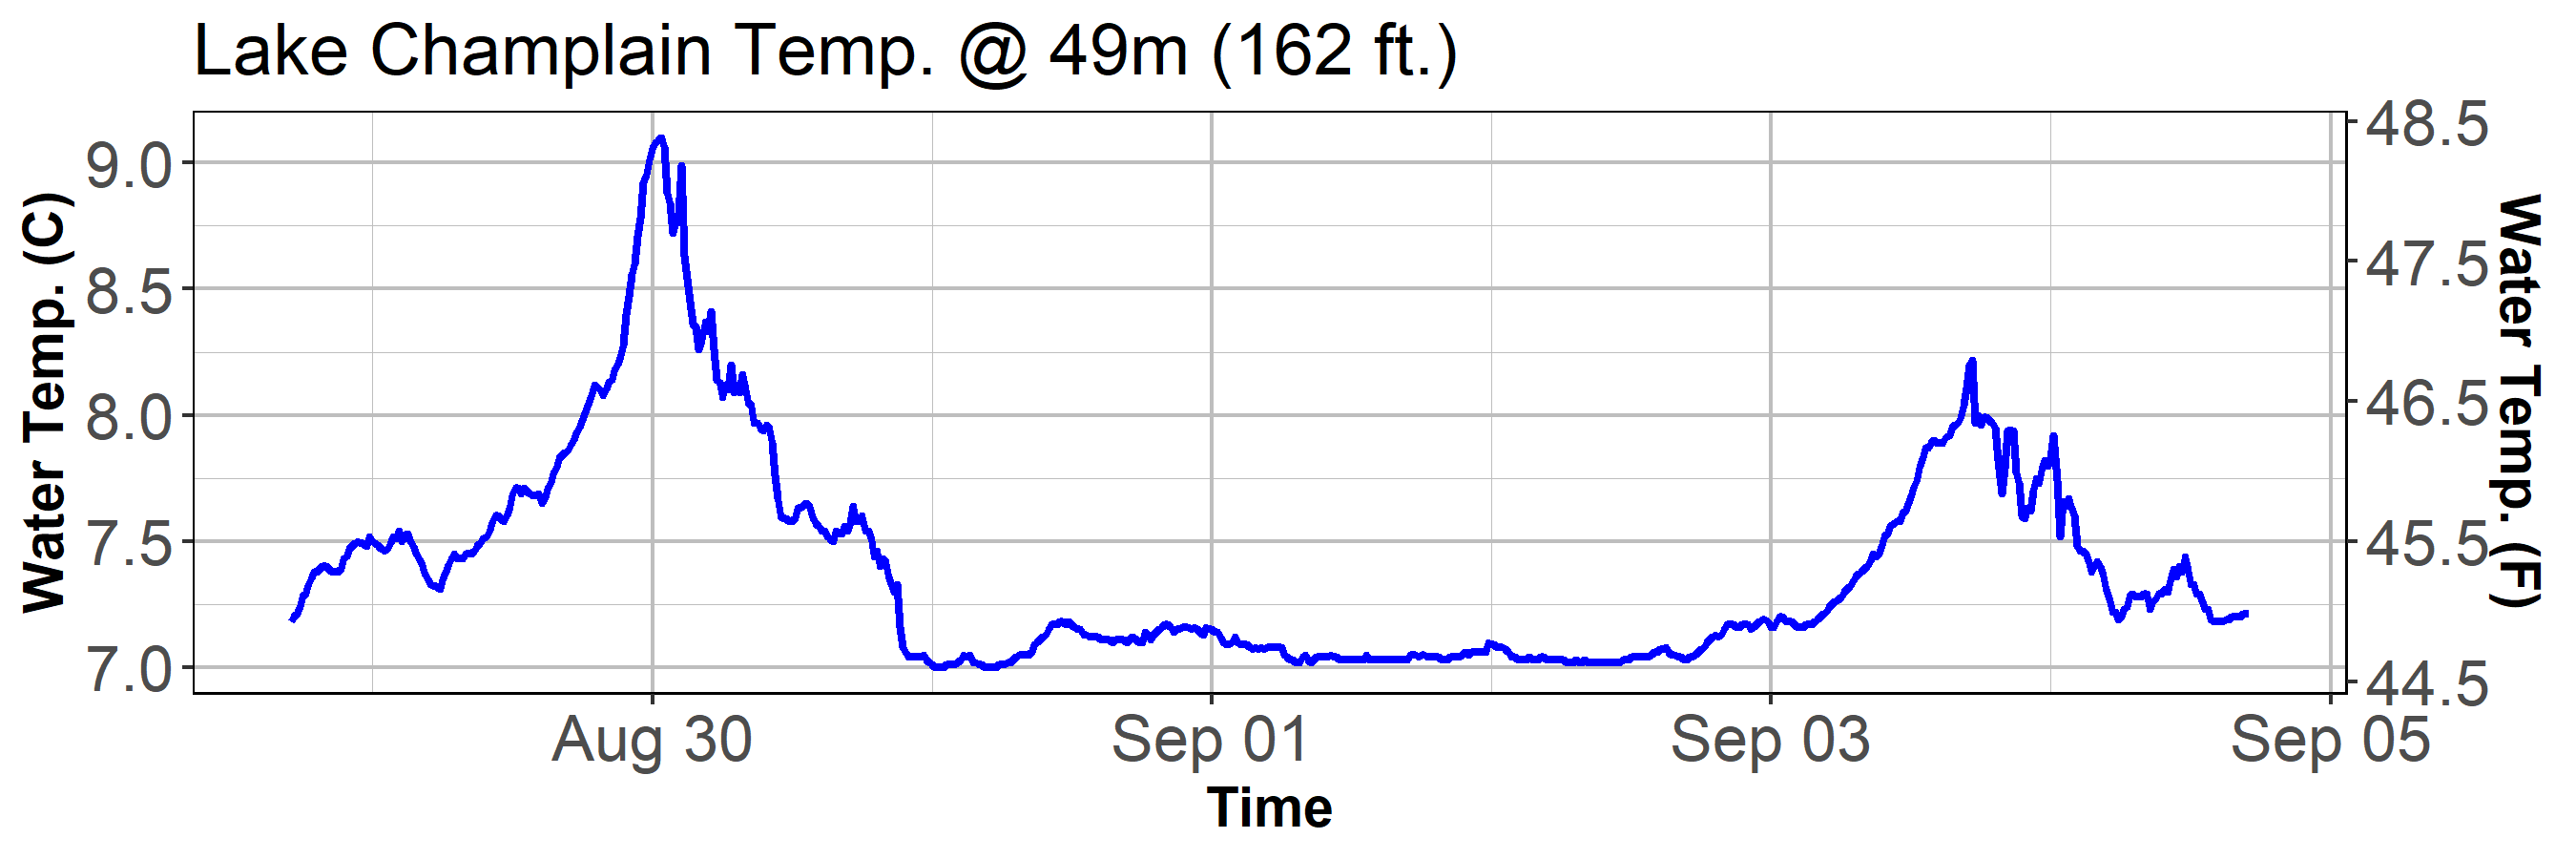 Lake Champlain Temp. @ 49m (162 ft.)
Water Temp. (C)
9.0
8.5
8.0
7.5
7.0
48.5
47.5
46.5
45.5
44.5
Water Temp. (F)
Aug 30
Sep 01
Sep 03
Sep 05
Time